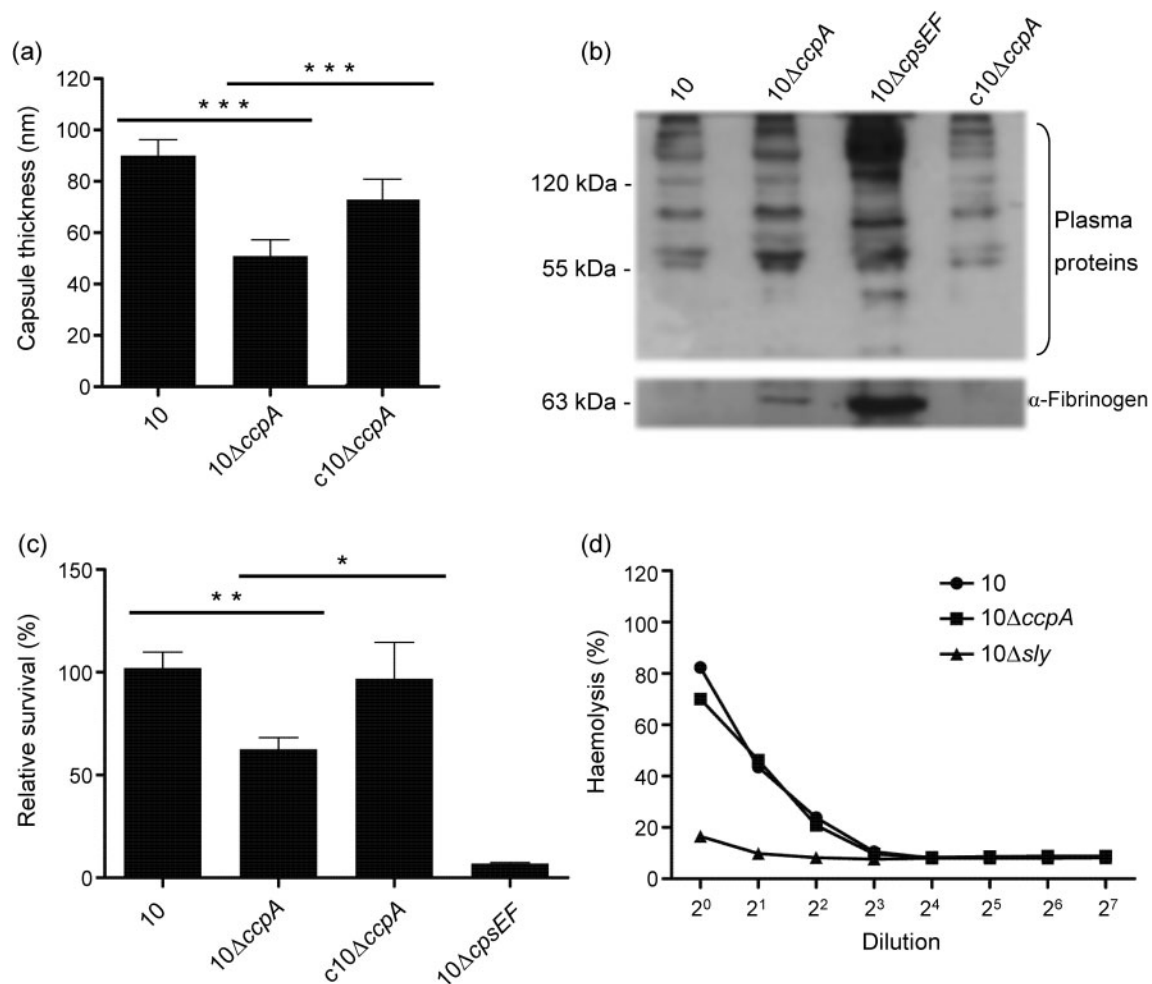 (a)
120
100
80
60
40
20
0
Capsule thickness (nm)
* * *
* * *
10
10ΔccpA
c10ΔccpA
(b)
10
10ΔccpA
10ΔcpsEF
c10ΔccpA
120 kDa -
55 kDa -
63 kDa -
Plasma
proteins
α-Fibrinogen
(c)
150
100
50
0
Relative survival (%)
* *
*
10
10ΔccpA
c10ΔccpA
10ΔcpsEF
(d)
120
100
80
60
40
20
0
Haemolysis (%)
10
10ΔccpA
10Δsly
2⁰
2¹
2²
2³
2⁴
2⁵
2⁶
2⁷
Dilution